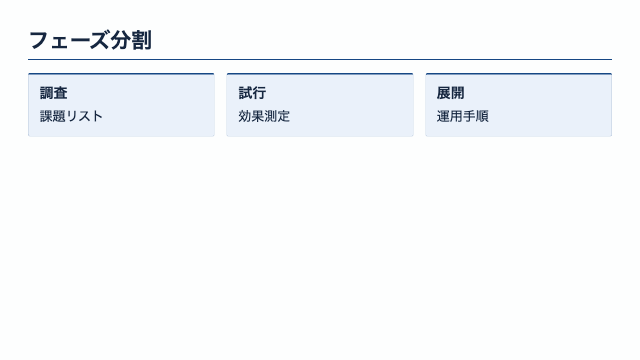 フェーズ分割
調査
課題リスト
試行
効果測定
展開
運用手順